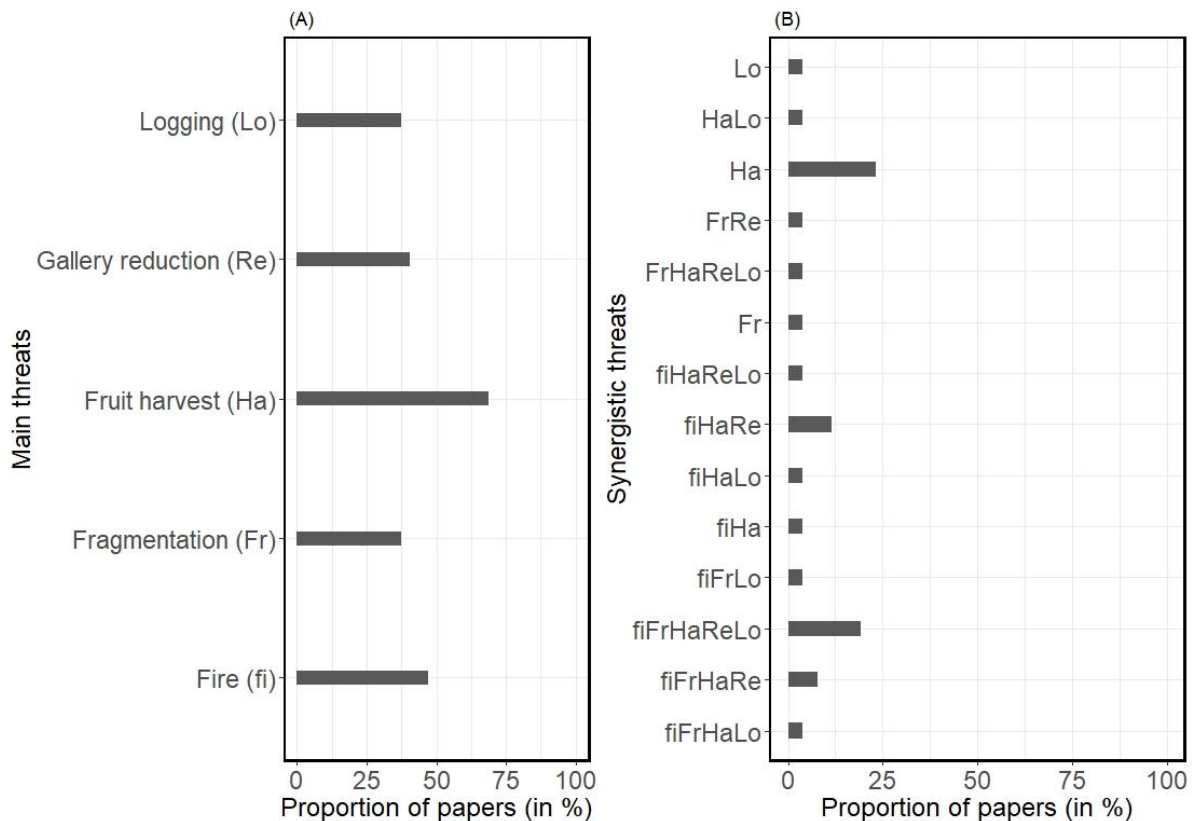 (A)
Main threats
Logging (Lo)
Gallery reduction (Re)
Fruit harvest (Ha)
Fragmentation (Fr)
Fire (fi)
0 25 50 75 100
Proportion of papers (in %)
(B)
Synergistic threats
Lo
HaLo
Ha
FrRe
FrHaReLo
Fr
fiHaReLo
fiHaRe
fiHaLo
fiHa
fiFrLo
fiFrHaReLo
fiFrHaRe
fiFrHaLo
0 25 50 75 100
Proportion of papers (in %)